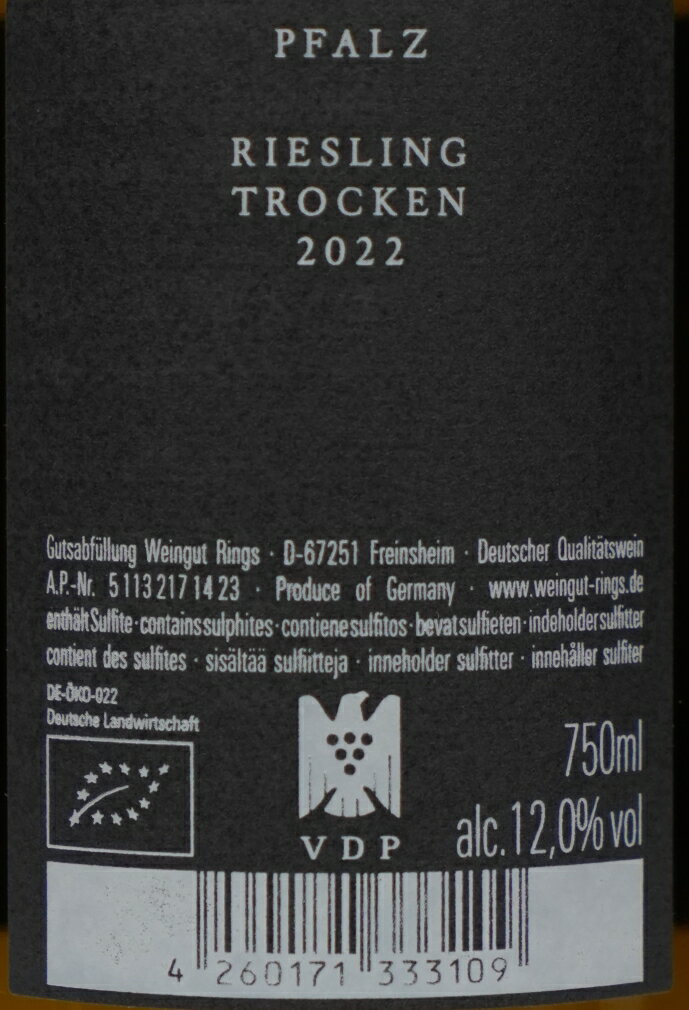 PFALZ
RIESLING
TROCKEN
2022
Gutsabfüllung Weingut Rings · D-67251 Freinsheim · Deutscher Qualitätswein
A.P.-Nr. 5 113 217 14 23 · Produce of Germany · www.weingut-rings.de
enthält Sulfite · contains sulphites · contiene sulfitos · bevat sulfieten · indeholder sulfitter
contient des sulfites · sisältää sulfiitteja · inneholder sulfitter · innehåller sulfiter
DE-ÖKO-022
Deutsche Landwirtschaft
750ml
VDP
alc.12,0% vol
4 260171 333109